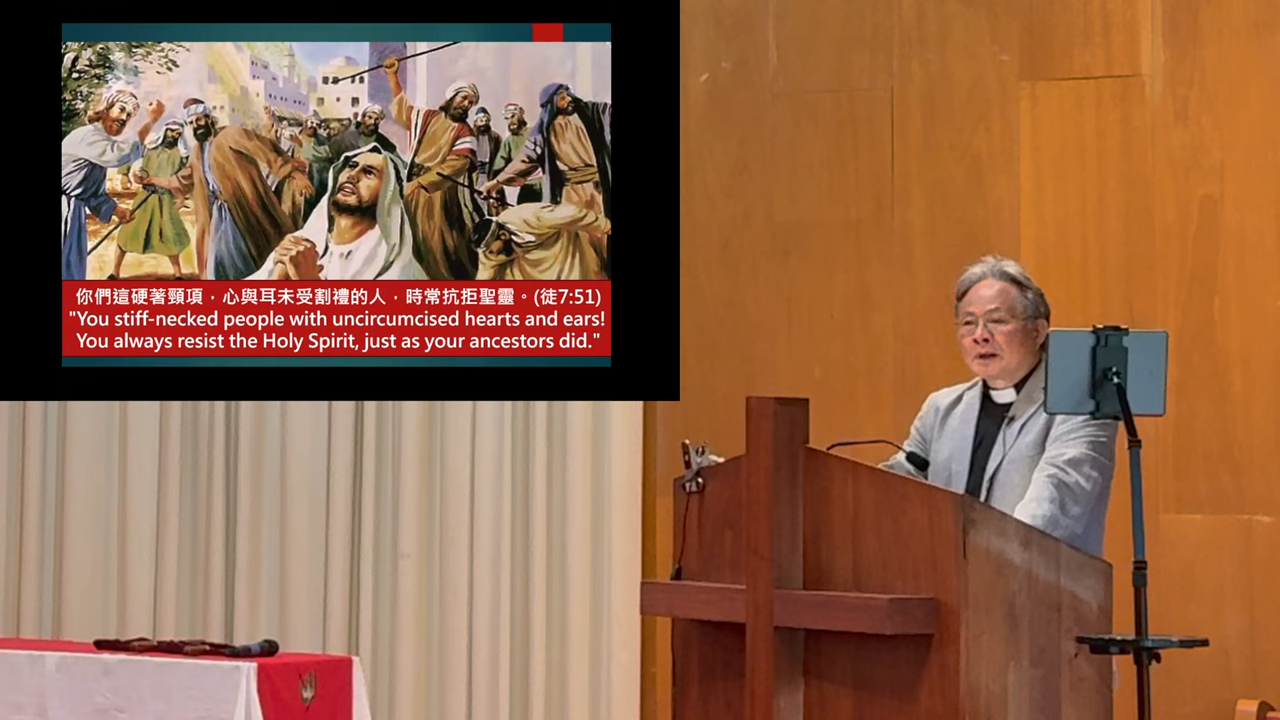 你們這硬著頸項，心與耳未受割禮的人，時常抗拒聖靈。(徒7:51)
"You stiff-necked people with uncircumcised hearts and ears!
You always resist the Holy Spirit, just as your ancestors did."